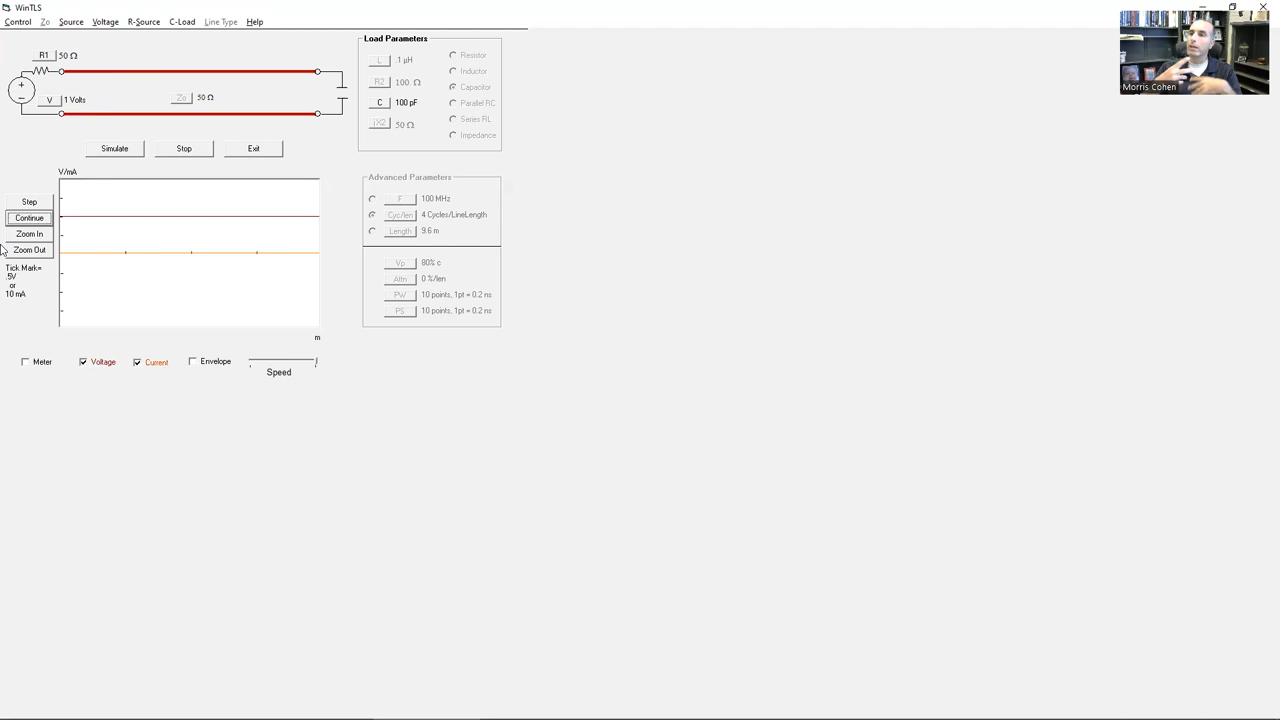 WinTLS
Control Zo Source Voltage R-Source C-Load Line Type Help
R1 50 Ω
V 1 Volts
Zo 50 Ω
Simulate Stop Exit
Load Parameters
L .1 µH
R2 100. Ω
C 100 pF
jX2 50 Ω
Resistor
Inductor
Capacitor
Parallel RC
Series RL
Impedance
Morris Cohen
V/mA
Step
Continue
Zoom In
Zoom Out
Tick Mark=
.5V
or
10 mA
m
Advanced Parameters
F 100 MHz
Cyc/len 4 Cycles/LineLength
Length 9.6 m
Vp 80% c
Attn 0 %/len
PW 10 points, 1pt = 0.2 ns
PS 10 points, 1pt = 0.2 ns
Meter Voltage Current Envelope
Speed